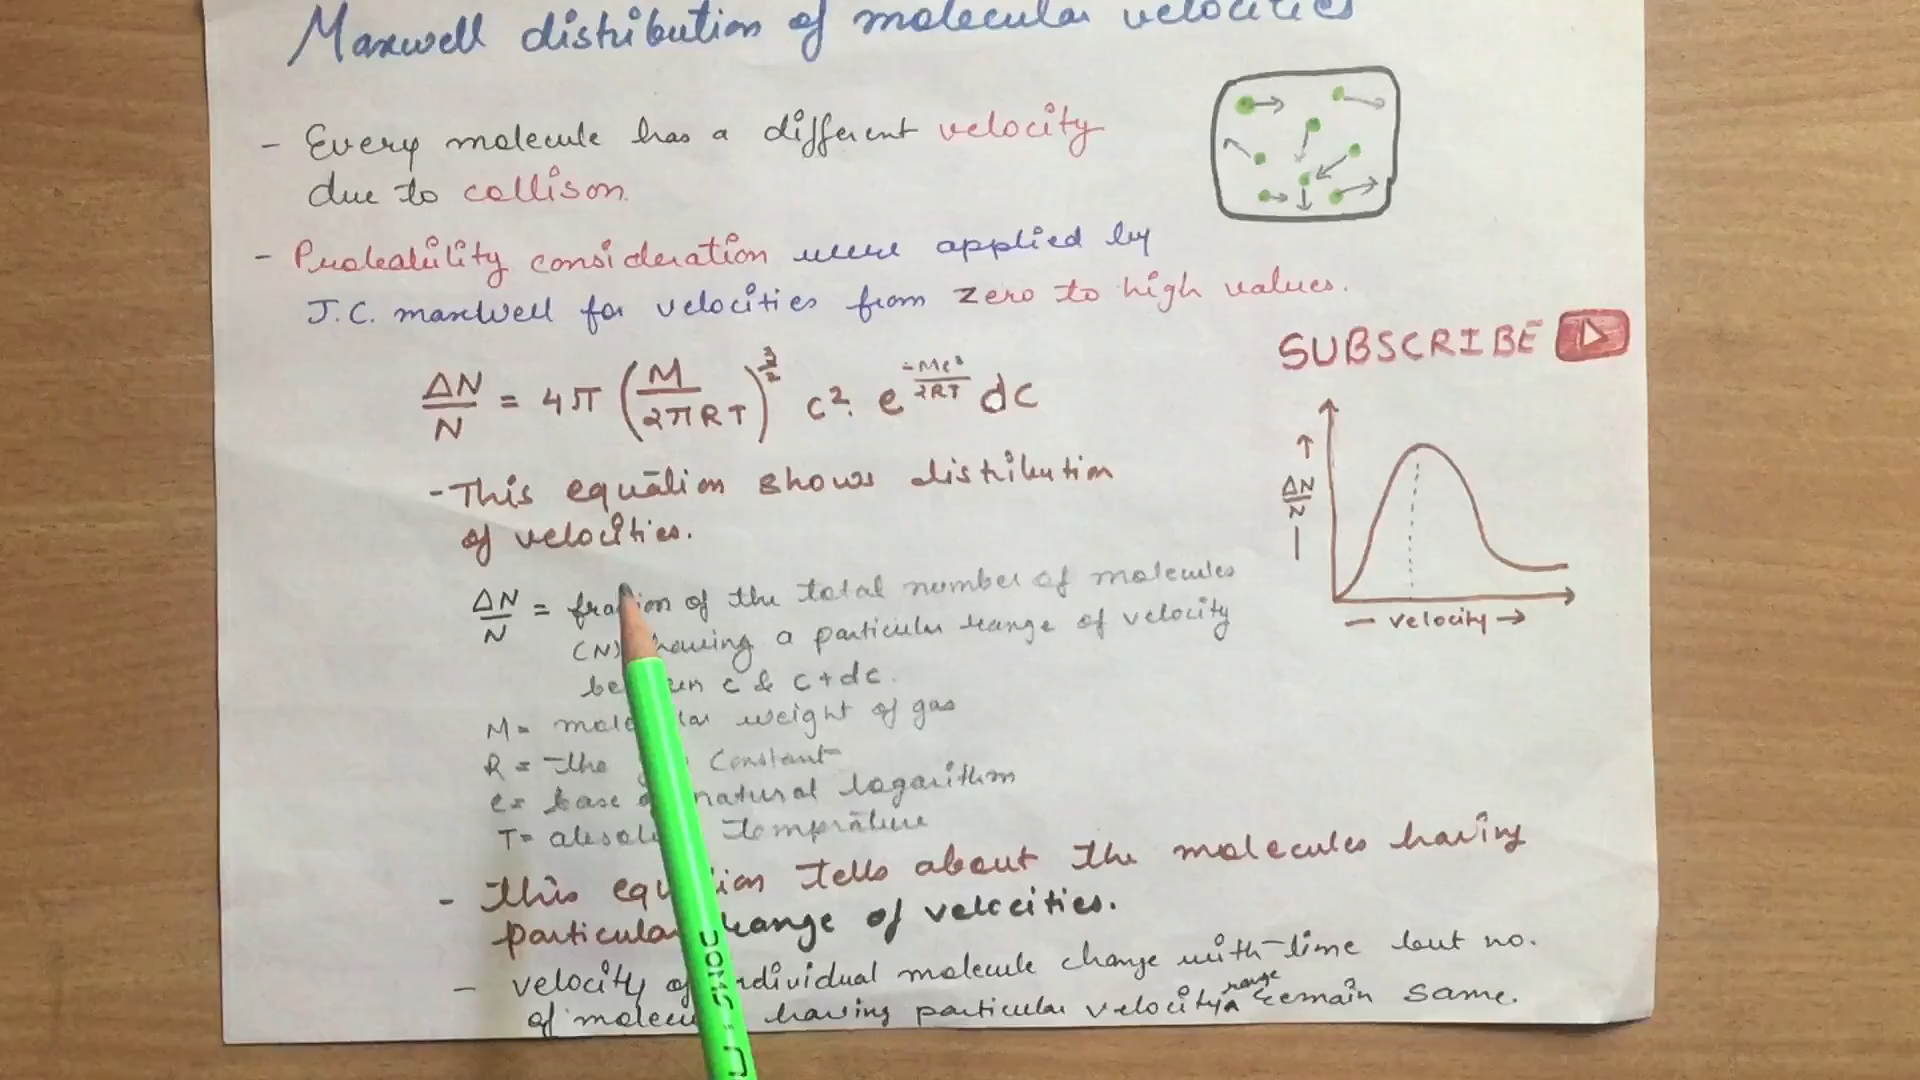 Maxwell distribution of molecular velocities
- Every molecule has a different velocity
due to collison.
- Probability consideration were applied by
J.C. maxwell for velocities from zero to high values.
SUBSCRIBE
ΔN/N = 4π (M/2πRT)^3/2 c². e^-Mc²/2RT dc
- This equation shows distribution
of velocities.
↑
ΔN/N
— velocity →
ΔN/N = fraction of the total number of molecules
(N) having a particular range of velocity
between c & c+dc.
M= molecular weight of gas
R = the Constant
e= base natural logarithm
T= absolute temprature
- This equation tells about the molecules having
particular range of velocities.
- velocity of individual molecule change with time but no.
of molecules having particular velocity range remain same.
DOMS